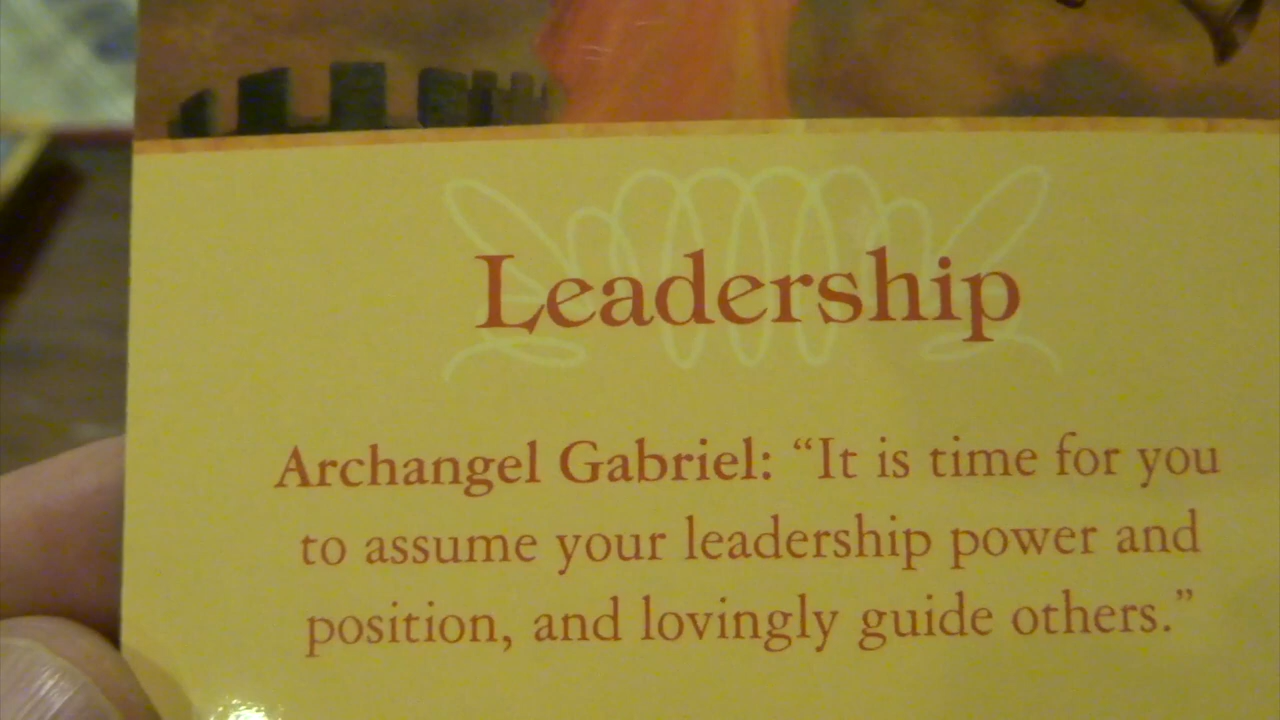 Leadership
Archangel Gabriel: “It is time for you
to assume your leadership power and
position, and lovingly guide others.”